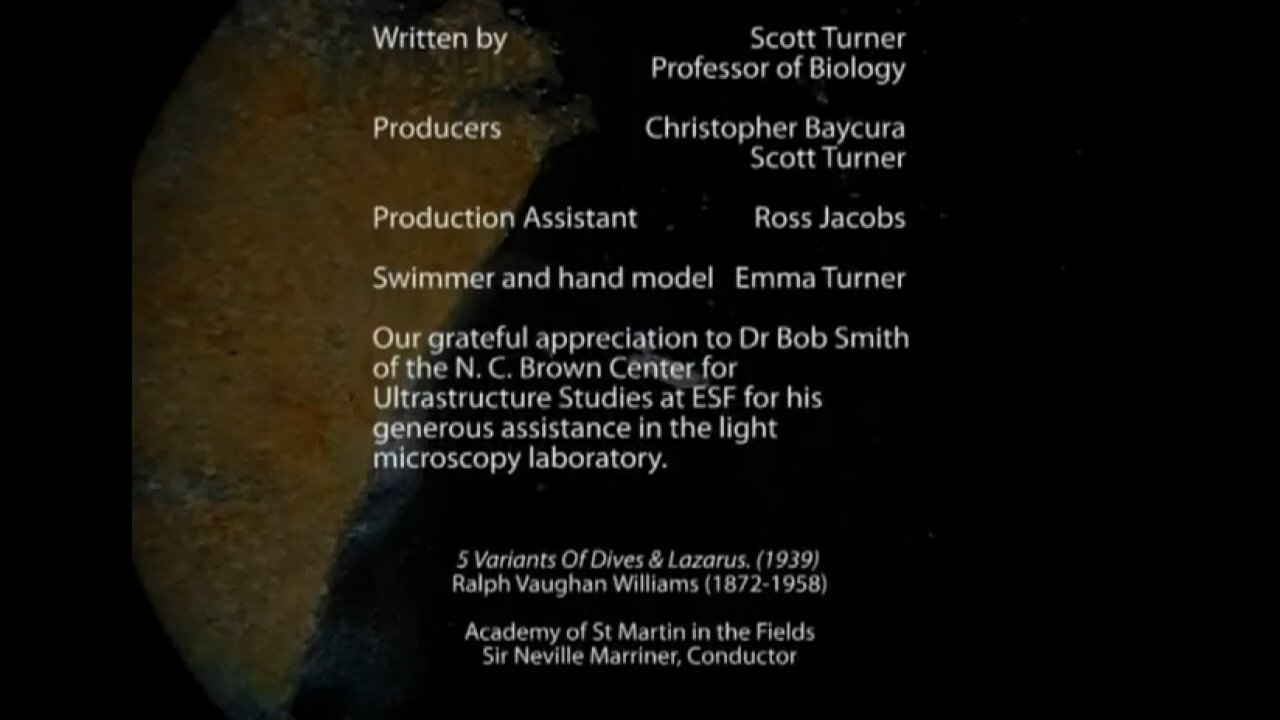 Written by Scott Turner
Professor of Biology
Producers Christopher Baycura
Scott Turner
Production Assistant Ross Jacobs
Swimmer and hand model Emma Turner
Our grateful appreciation to Dr Bob Smith
of the N. C. Brown Center for
Ultrastructure Studies at ESF for his
generous assistance in the light
microscopy laboratory.
5 Variants Of Dives & Lazarus. (1939)
Ralph Vaughan Williams (1872-1958)
Academy of St Martin in the Fields
Sir Neville Marriner, Conductor